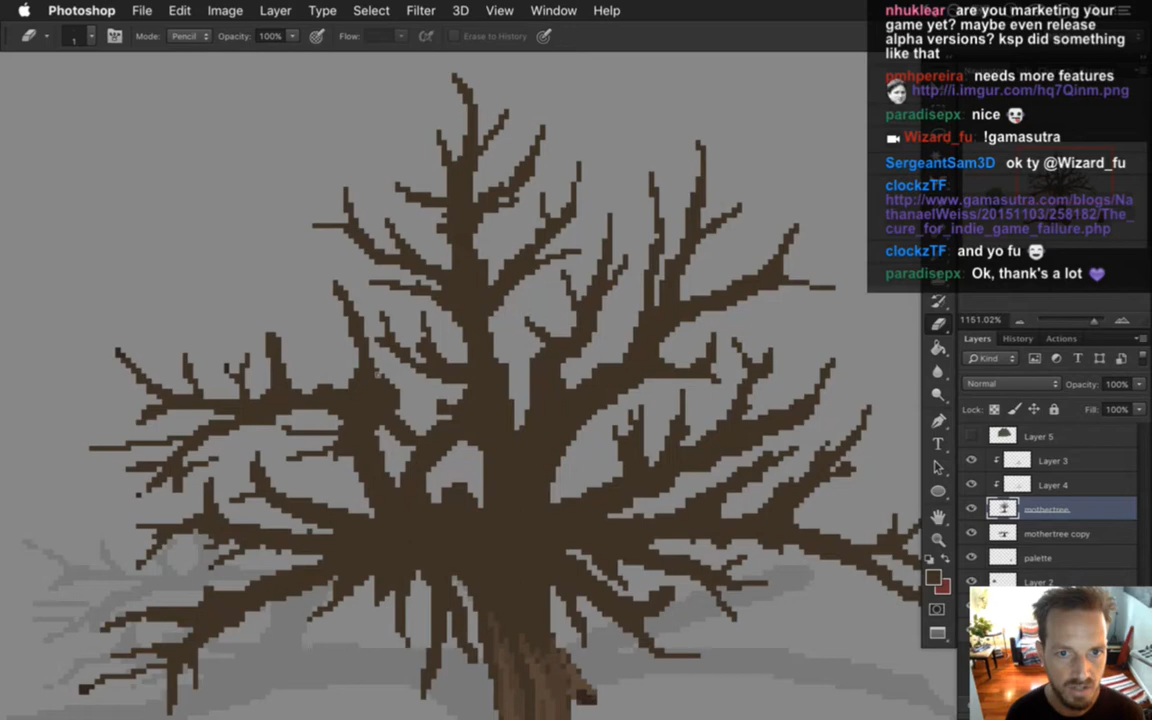 Photoshop File Edit Image Layer Type Select Filter 3D View Window Help
1 Mode: Pencil Opacity: 100% Flow: Erase to History
nhuklear: are you marketing your
game yet? maybe even release
alpha versions? ksp did something
like that
pmhpereira: needs more features
http://i.imgur.com/hq7Qinm.png
paradisepx: nice
Wizard_fu: !gamasutra
SergeantSam3D: ok ty @Wizard_fu
clockzTF:
http://www.gamasutra.com/blogs/Na
thanaelWeiss/20151103/258182/The_
cure_for_indie_game_failure.php
clockzTF: and yo fu
paradisepx: Ok, thank's a lot
1151.02%
Layers History Actions
Kind
Normal Opacity: 100%
Lock: Fill: 100%
Layer 5
Layer 3
Layer 4
mothertree
mothertree copy
palette
Layer 2